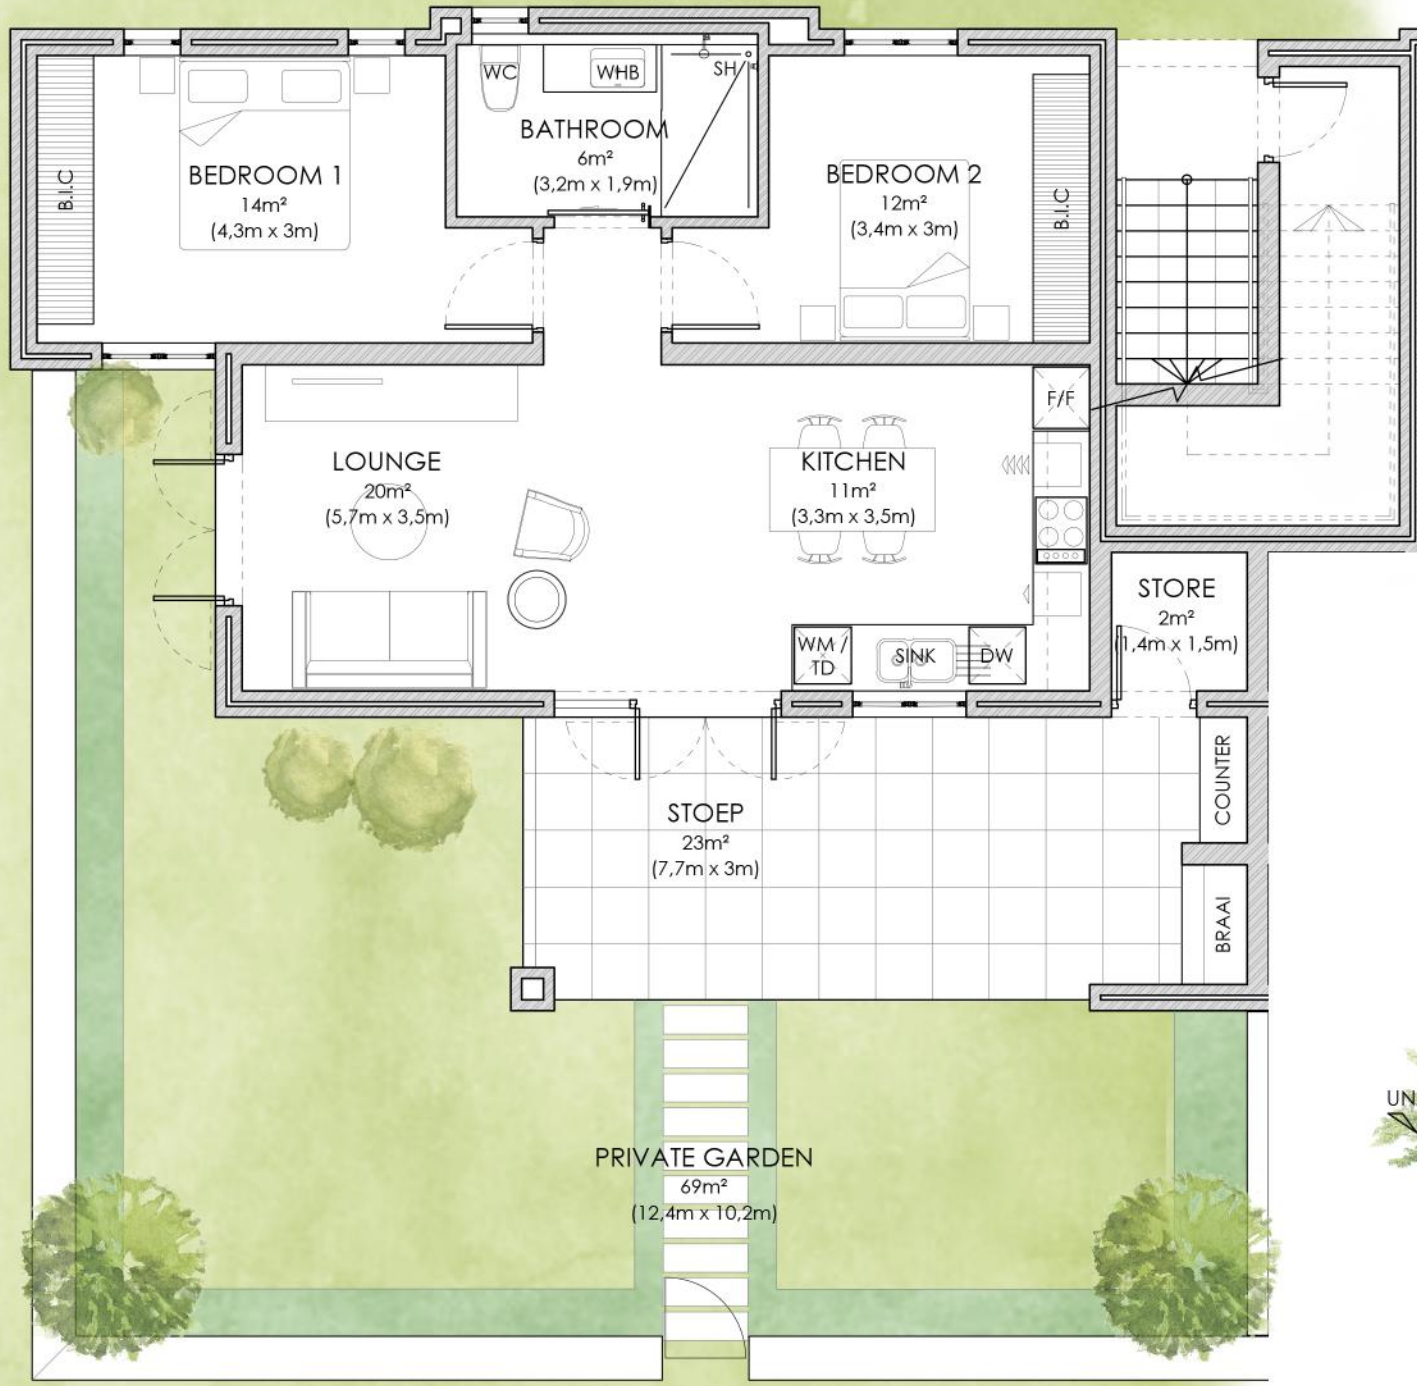 WC
WHB
SH
BATHROOM
6m²
(3,2m x 1,9m)
B.I.C
BEDROOM 1
14m²
(4,3m x 3m)
BEDROOM 2
12m²
(3,4m x 3m)
B.I.C
F/F
LOUNGE
20m²
(5,7m x 3,5m)
KITCHEN
11m²
(3,3m x 3,5m)
WM /
TD
SINK
DW
STORE
2m²
(1,4m x 1,5m)
STOEP
23m²
(7,7m x 3m)
COUNTER
BRAAI
PRIVATE GARDEN
69m²
(12,4m x 10,2m)
UN